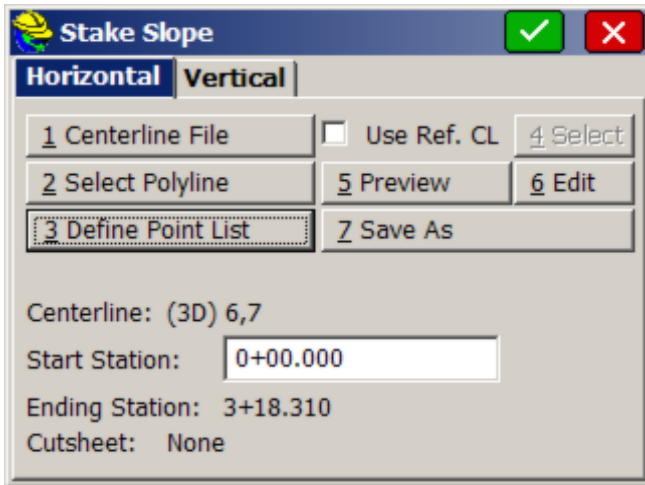 Stake Slope
Horizontal Vertical
1 Centerline File Use Ref. CL 4 Select
2 Select Polyline 5 Preview 6 Edit
3 Define Point List 7 Save As
Centerline: (3D) 6,7
Start Station: 0+00.000
Ending Station: 3+18.310
Cutsheet: None